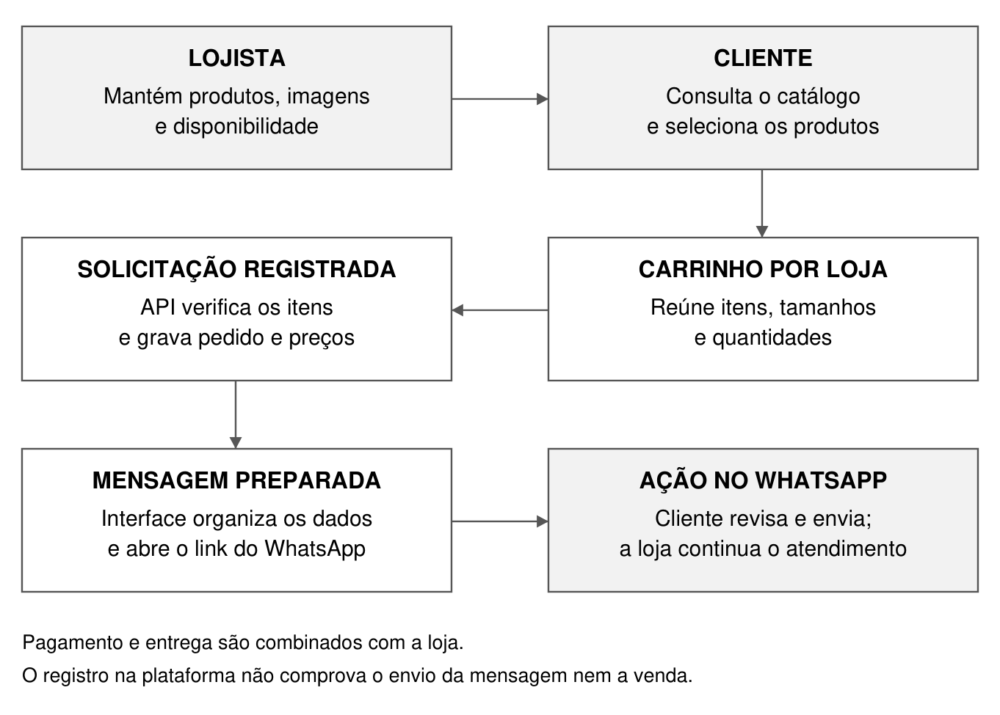 LOJISTA
Mantém produtos, imagens
e disponibilidade
CLIENTE
Consulta o catálogo
e seleciona os produtos
SOLICITAÇÃO REGISTRADA
API verifica os itens
e grava pedido e preços
CARRINHO POR LOJA
Reúne itens, tamanhos
e quantidades
MENSAGEM PREPARADA
Interface organiza os dados
e abre o link do WhatsApp
AÇÃO NO WHATSAPP
Cliente revisa e envia;
a loja continua o atendimento
Pagamento e entrega são combinados com a loja.
O registro na plataforma não comprova o envio da mensagem nem a venda.